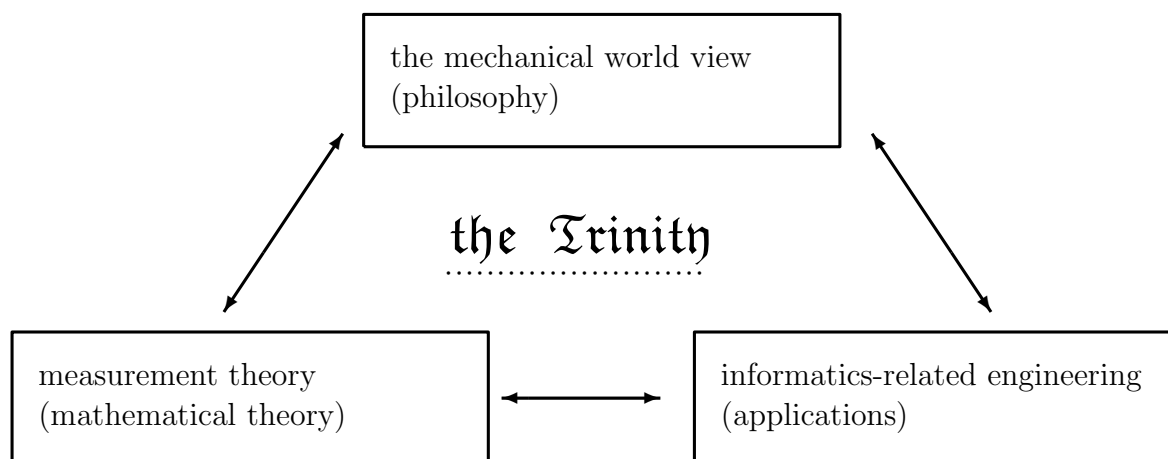 the mechanical world view
(philosophy)
the Trinity
measurement theory
(mathematical theory)
informatics-related engineering
(applications)